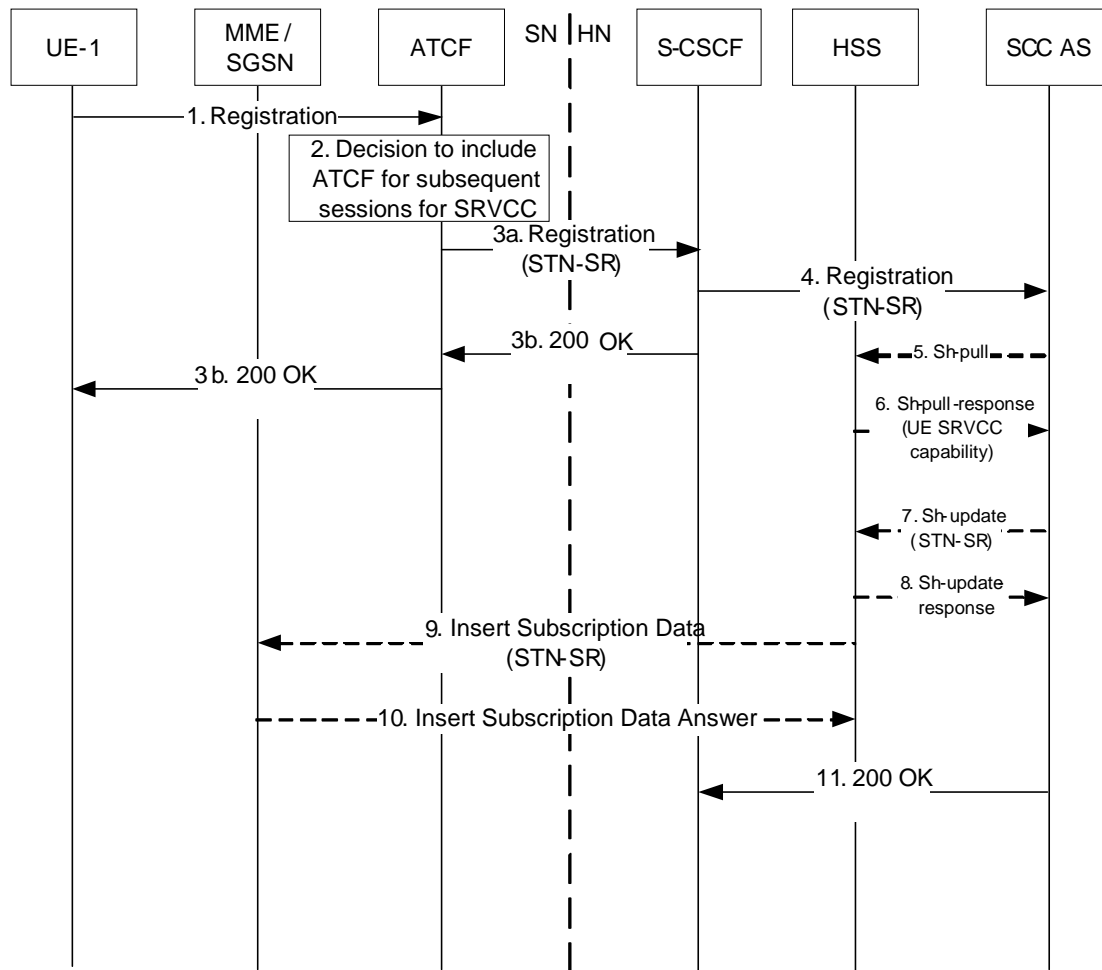 UE-1
MME /
SGSN
ATCF
SN
HN
S-CSCF
HSS
SCC AS
1. Registration
2. Decision to include
ATCF for subsequent
sessions for SRVCC
3a. Registration
(STN-SR)
4. Registration
(STN-SR)
3b. 200 OK
5. Sh-pull
3b. 200 OK
6. Sh-pull-response
(UE SRVCC
capability)
7. Sh-update
(STN-SR)
8. Sh-update
response
9. Insert Subscription Data
(STN-SR)
10. Insert Subscription Data Answer
11. 200 OK